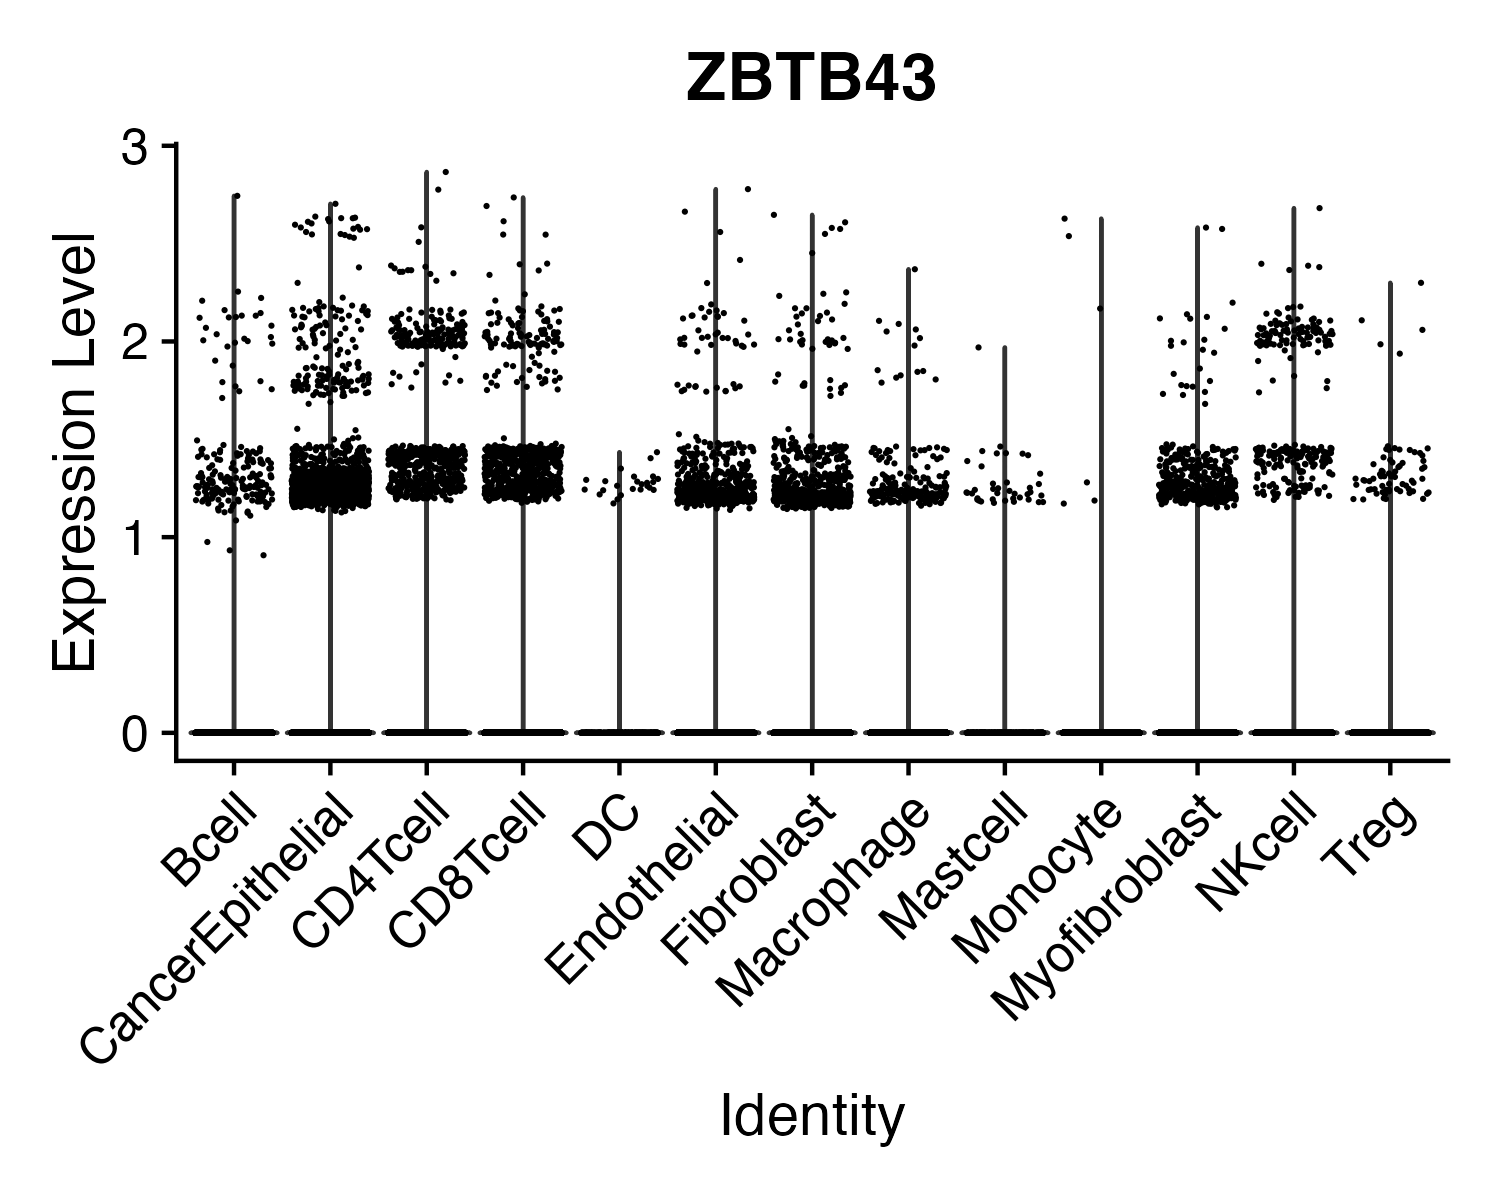 ZBTB43
Expression Level
3
2
1
0
Bcell
CancerEpithelial
CD4Tcell
CD8Tcell
DC
Endothelial
Fibroblast
Macrophage
Mastcell
Monocyte
Myofibroblast
NKcell
Treg
Identity